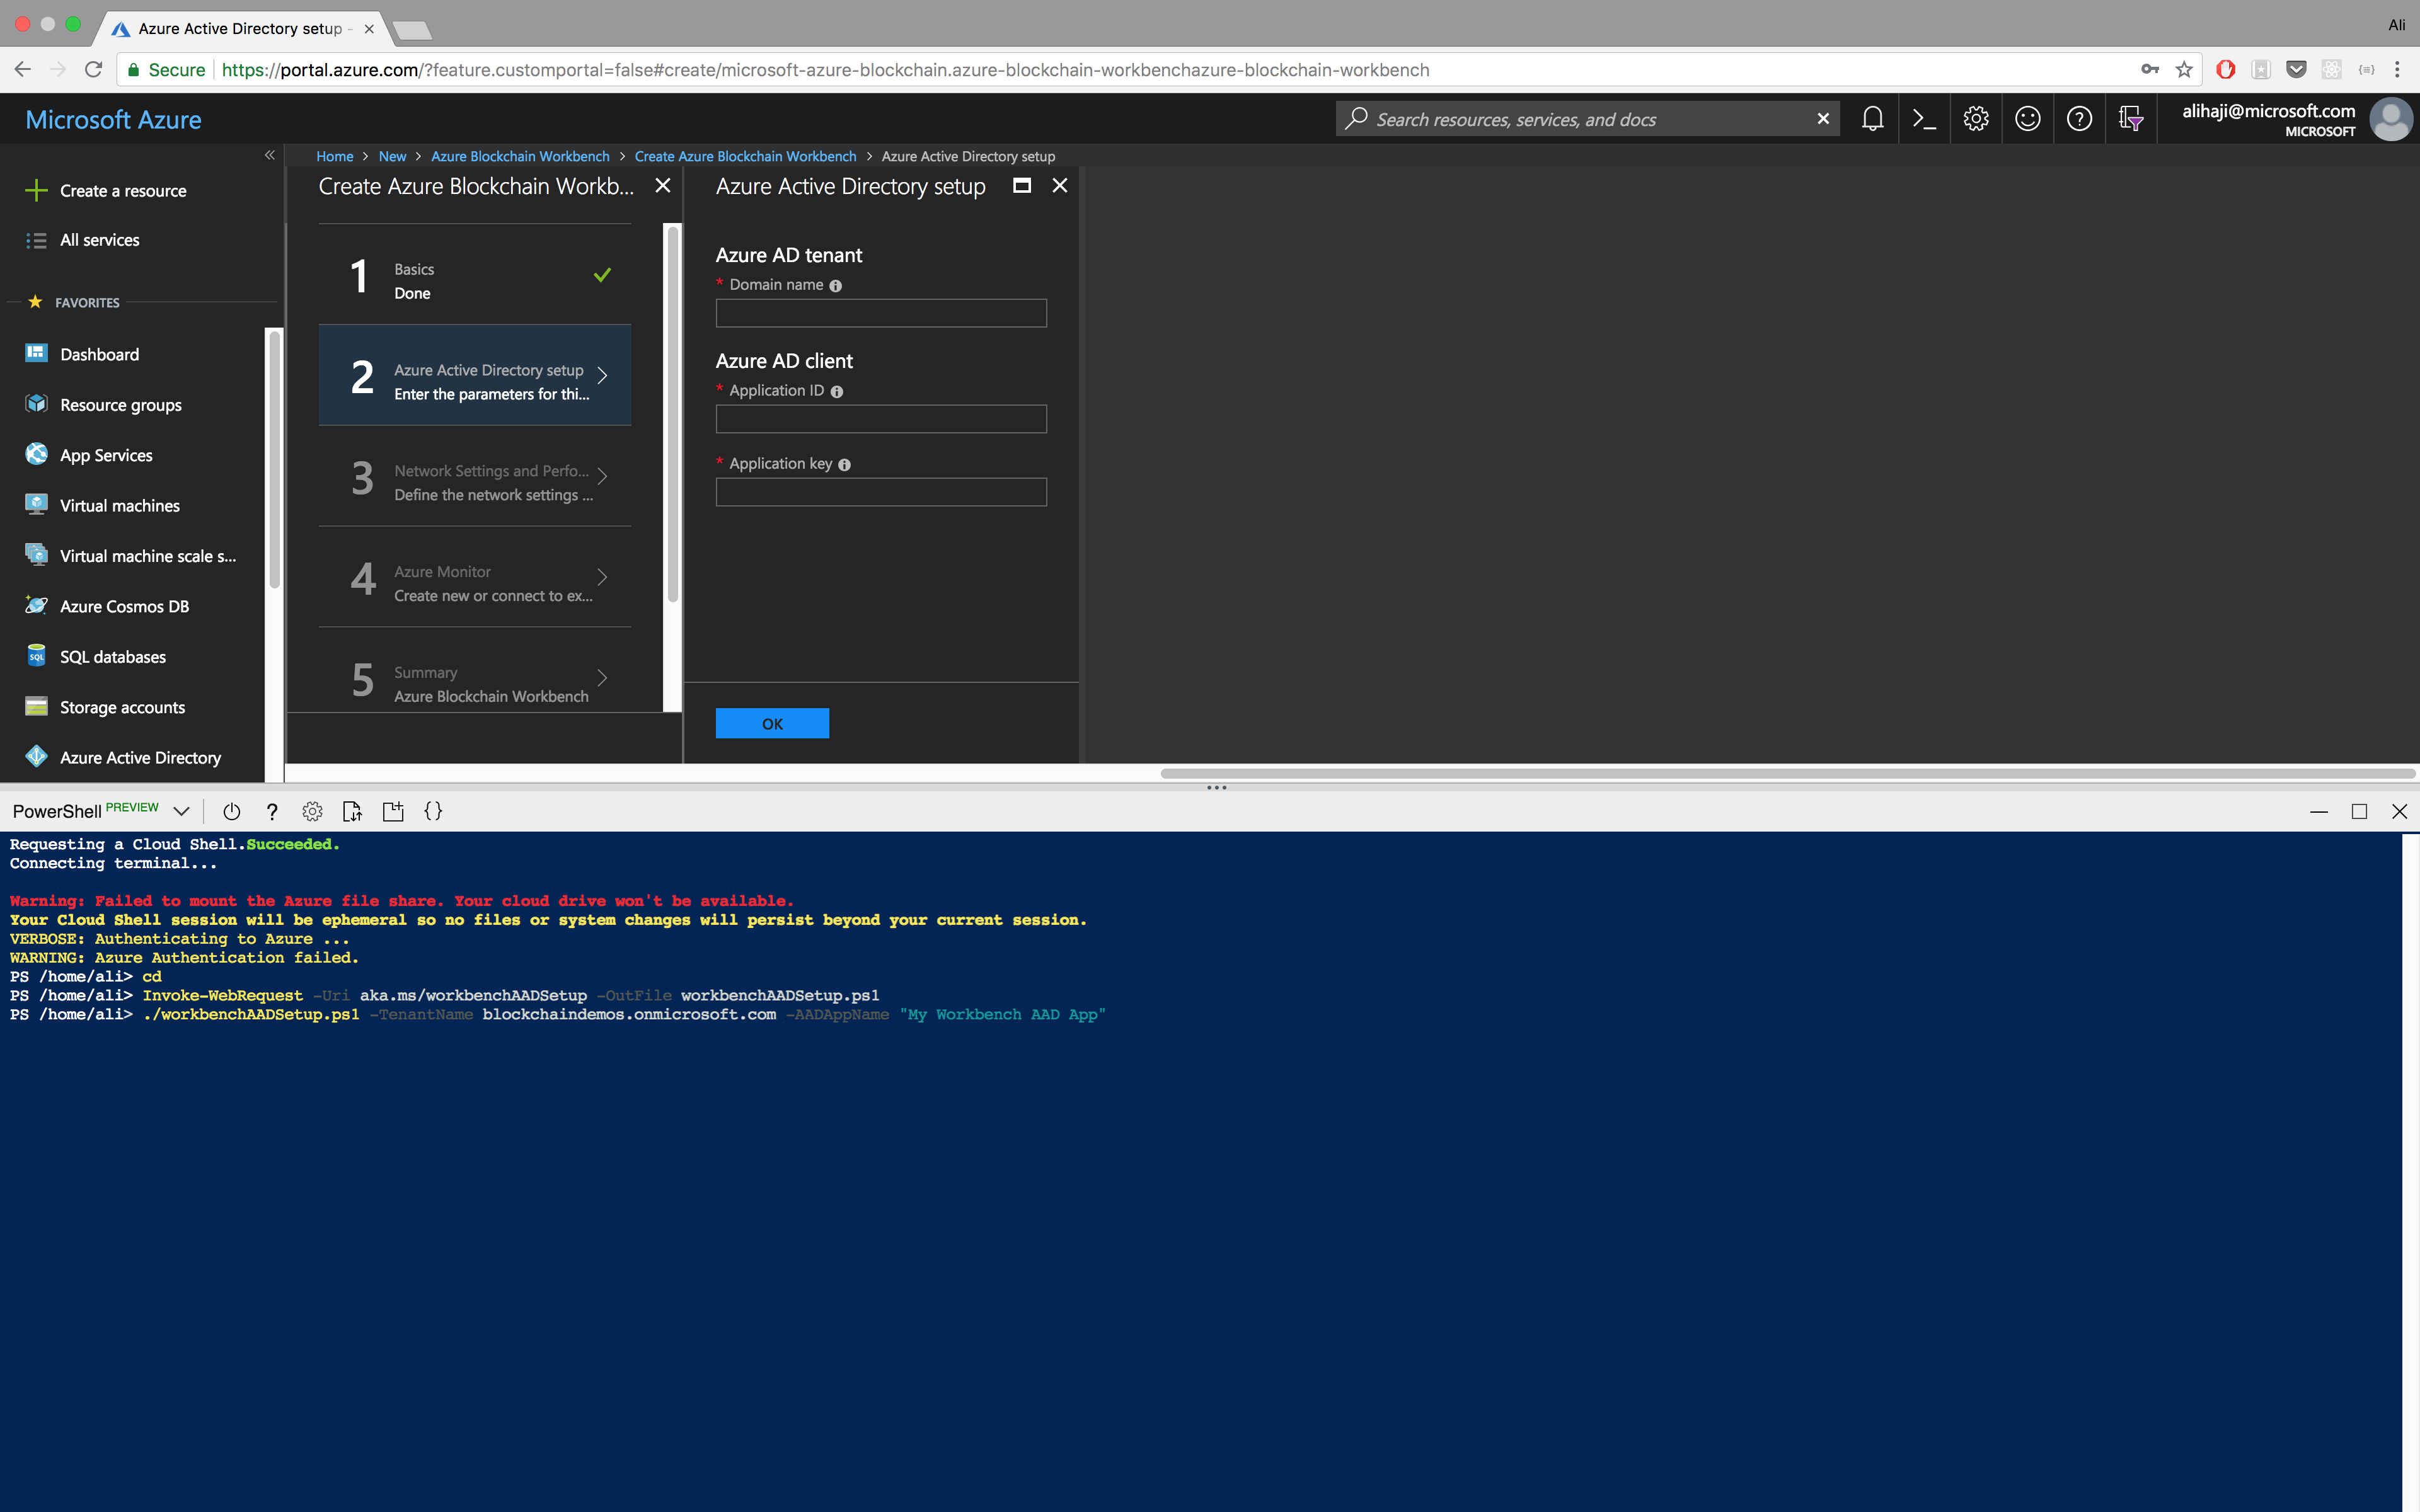 Azure Active Directory setup -
Ali
Secure
https://portal.azure.com/?feature.customportal=false#create/microsoft-azure-blockchain.azure-blockchain-workbenchazure-blockchain-workbench
Microsoft Azure
Search resources, services, and docs
alihaji@microsoft.com
MICROSOFT
Home > New > Azure Blockchain Workbench > Create Azure Blockchain Workbench > Azure Active Directory setup
Create a resource
All services
FAVORITES
Dashboard
Resource groups
App Services
Virtual machines
Virtual machine scale s...
Azure Cosmos DB
SQL databases
Storage accounts
Azure Active Directory
Create Azure Blockchain Workb...
1
Basics
Done
2
Azure Active Directory setup
Enter the parameters for thi...
3
Network Settings and Perfo...
Define the network settings ...
4
Azure Monitor
Create new or connect to ex...
5
Summary
Azure Blockchain Workbench
Azure Active Directory setup
Azure AD tenant
* Domain name
Azure AD client
* Application ID
* Application key
OK
PowerShell PREVIEW
Requesting a Cloud Shell.Succeeded.
Connecting terminal...
Warning: Failed to mount the Azure file share. Your cloud drive won't be available.
Your Cloud Shell session will be ephemeral so no files or system changes will persist beyond your current session.
VERBOSE: Authenticating to Azure ...
WARNING: Azure Authentication failed.
PS /home/ali> cd
PS /home/ali> Invoke-WebRequest -Uri aka.ms/workbenchAADSetup -OutFile workbenchAADSetup.ps1
PS /home/ali> ./workbenchAADSetup.ps1 -TenantName blockchaindemos.onmicrosoft.com -AADAppName "My Workbench AAD App"